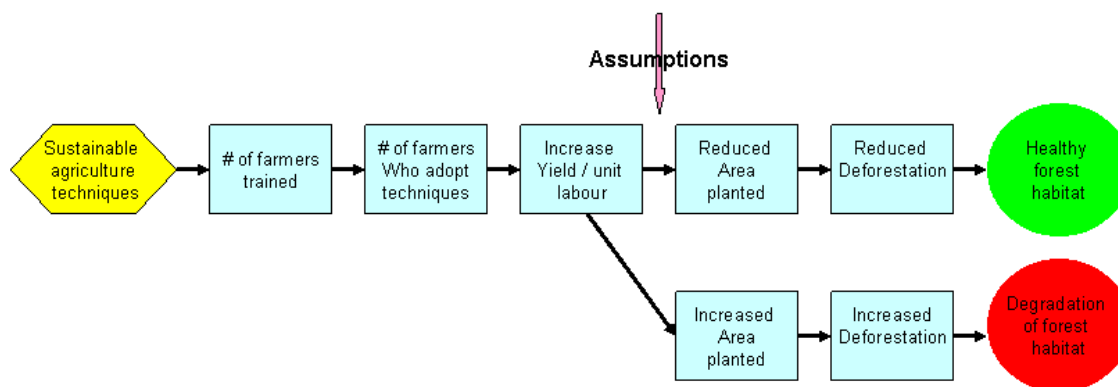 Assumptions
Sustainable
agriculture
techniques
# of farmers
trained
# of farmers
Who adopt
techniques
Increase
Yield / unit
labour
Reduced
Area
planted
Reduced
Deforestation
Healthy
forest
habitat
Increased
Area
planted
Increased
Deforestation
Degradation
of forest
habitat